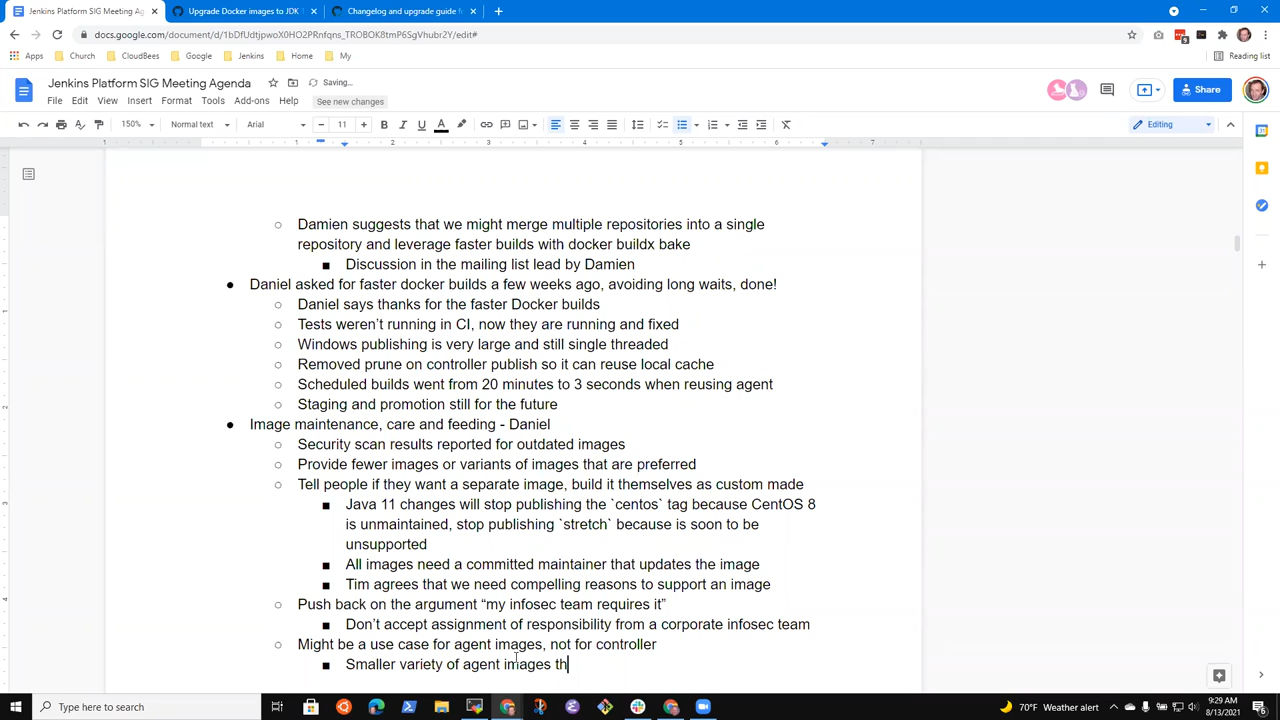 Jenkins Platform SIG Meeting Ag
Upgrade Docker images to JDK
Changelog and upgrade guide f
docs.google.com/document/d/1bDfUdtjpwoX0HO2PRnfqns_TROBOK8tmP6SgVhubr2Y/edit#
Apps Church CloudBees Google Jenkins Home My Reading list
Jenkins Platform SIG Meeting Agenda Saving...
File Edit View Insert Format Tools Add-ons Help See new changes
Share
150% Normal text Arial 11 Editing
1 1 2 3 4 5 6 7
Damien suggests that we might merge multiple repositories into a single
repository and leverage faster builds with docker buildx bake
Discussion in the mailing list lead by Damien
Daniel asked for faster docker builds a few weeks ago, avoiding long waits, done!
Daniel says thanks for the faster Docker builds
Tests weren't running in CI, now they are running and fixed
Windows publishing is very large and still single threaded
Removed prune on controller publish so it can reuse local cache
Scheduled builds went from 20 minutes to 3 seconds when reusing agent
Staging and promotion still for the future
Image maintenance, care and feeding - Daniel
Security scan results reported for outdated images
Provide fewer images or variants of images that are preferred
Tell people if they want a separate image, build it themselves as custom made
Java 11 changes will stop publishing the `centos` tag because CentOS 8
is unmaintained, stop publishing `stretch` because is soon to be
unsupported
All images need a committed maintainer that updates the image
Tim agrees that we need compelling reasons to support an image
Push back on the argument “my infosec team requires it”
Don't accept assignment of responsibility from a corporate infosec team
Might be a use case for agent images, not for controller
Smaller variety of agent images th
Type here to search
70°F Weather alert
9:29 AM
8/13/2021